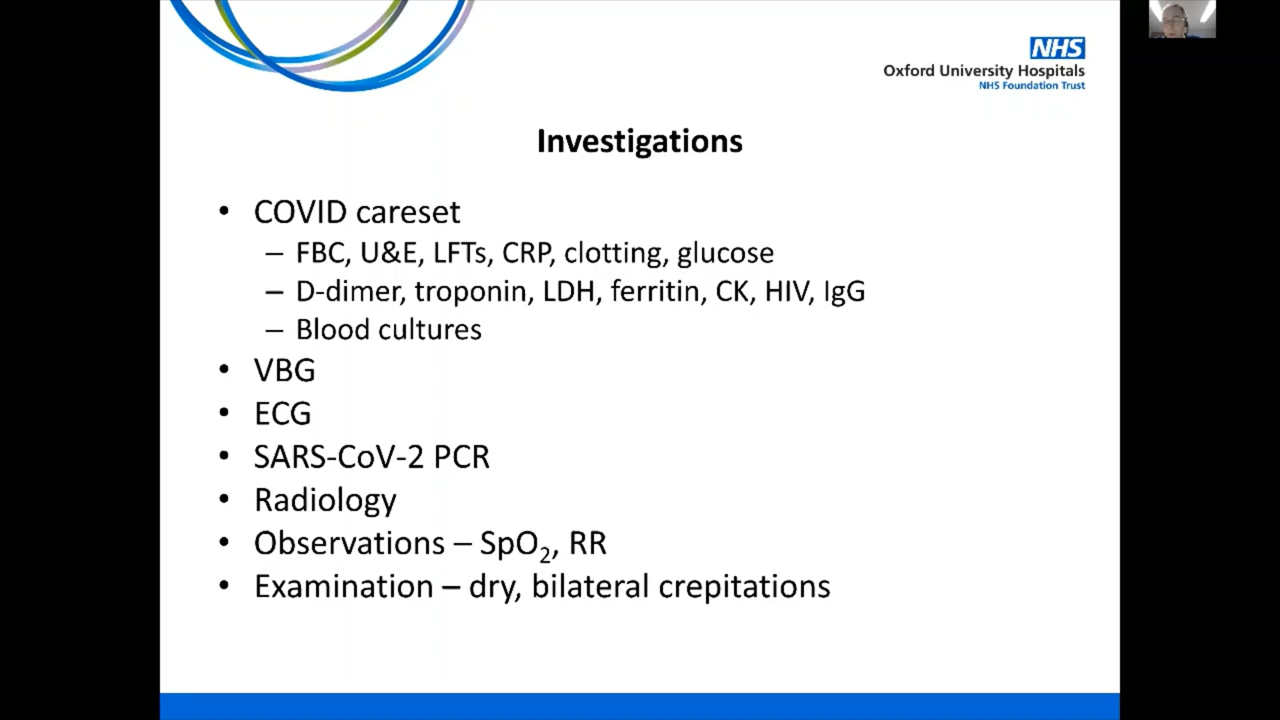 NHS
Oxford University Hospitals
NHS Foundation Trust
Investigations
• COVID careset
– FBC, U&E, LFTs, CRP, clotting, glucose
– D-dimer, troponin, LDH, ferritin, CK, HIV, IgG
– Blood cultures
• VBG
• ECG
• SARS-CoV-2 PCR
• Radiology
• Observations – SpO₂, RR
• Examination – dry, bilateral crepitations